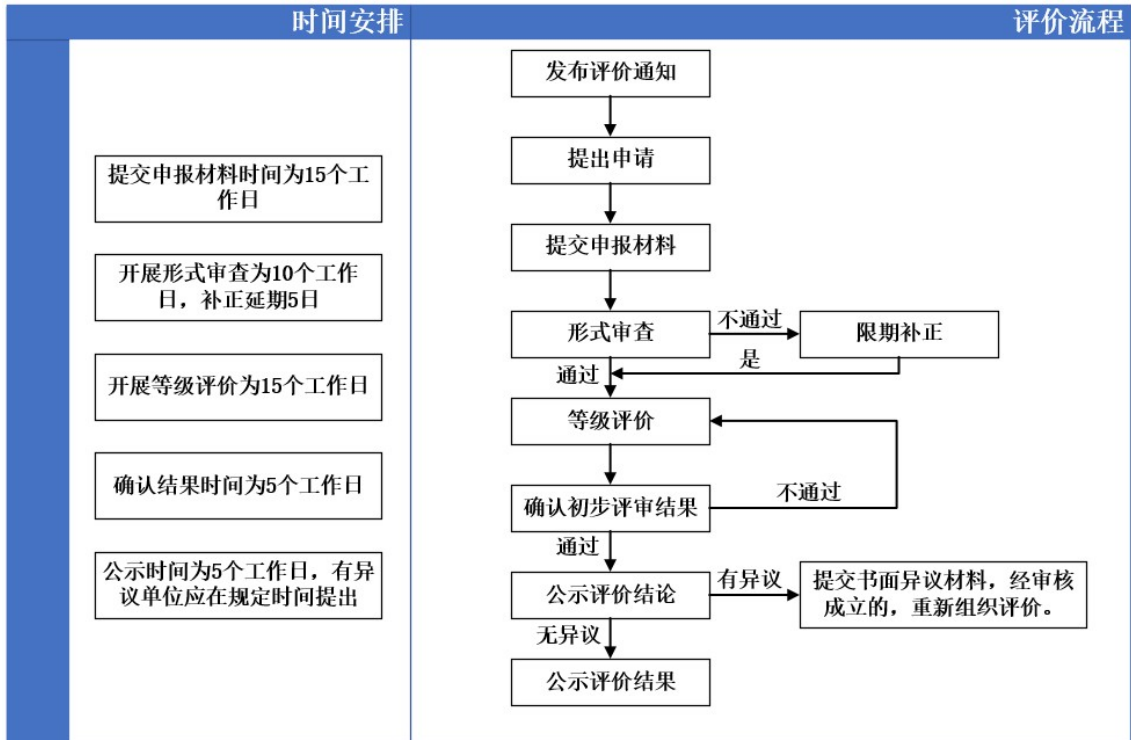 时间安排
评价流程
提交申报材料时间为15个工
作日
开展形式审查为10个工作
日，补正延期5日
开展等级评价为15个工作日
确认结果时间为5个工作日
公示时间为5个工作日，有异
议单位应在规定时间提出
发布评价通知
提出申请
提交申报材料
形式审查
不通过
限期补正
是
通过
等级评价
不通过
确认初步评审结果
通过
公示评价结论
有异议
提交书面异议材料，经审核
成立的，重新组织评价。
无异议
公示评价结果